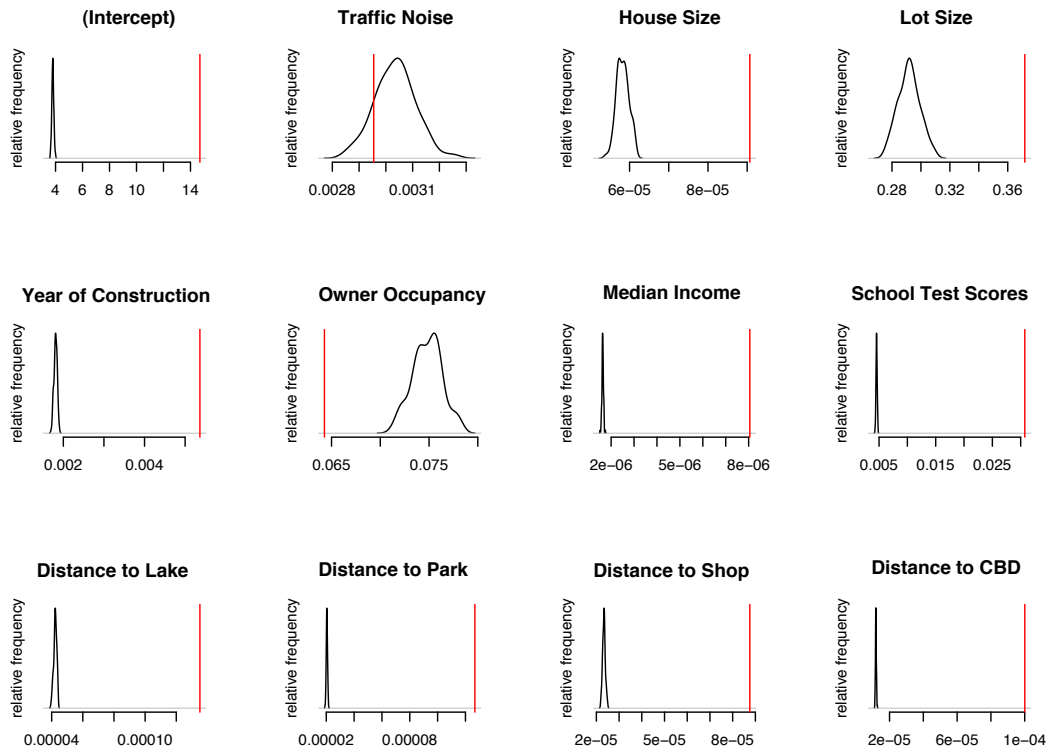 (Intercept)
relative frequency
4 6 8 10 14
Traffic Noise
relative frequency
0.0028 0.0031
House Size
relative frequency
6e−05 8e−05
Lot Size
relative frequency
0.28 0.32 0.36
Year of Construction
relative frequency
0.002 0.004
Owner Occupancy
relative frequency
0.065 0.075
Median Income
relative frequency
2e−06 5e−06 8e−06
School Test Scores
relative frequency
0.005 0.015 0.025
Distance to Lake
relative frequency
0.00004 0.00010
Distance to Park
relative frequency
0.00002 0.00008
Distance to Shop
relative frequency
2e−05 5e−05 8e−05
Distance to CBD
relative frequency
2e−05 6e−05 1e−04